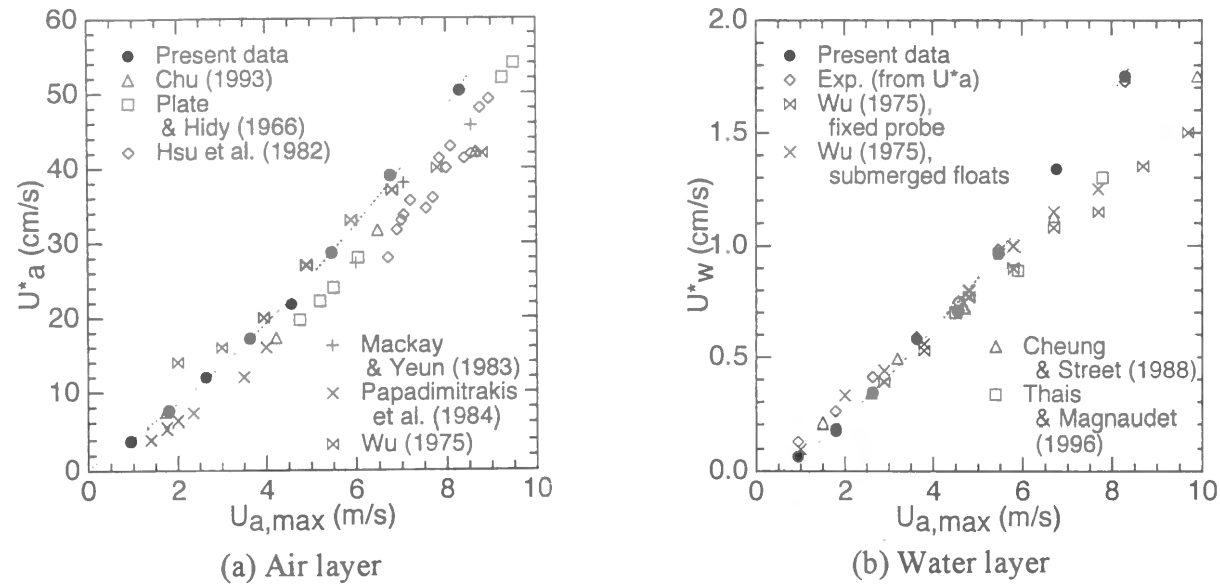 60
50
40
30
20
10
0
U*a (cm/s)
Present data
Chu (1993)
Plate
& Hidy (1966)
Hsu et al. (1982)
Mackay
& Yeun (1983)
Papadimitrakis
et al. (1984)
Wu (1975)
0 2 4 6 8 10
Ua,max (m/s)
(a) Air layer
2.0
1.5
1.0
0.5
0.0
U*w (cm/s)
Present data
Exp. (from U*a)
Wu (1975),
fixed probe
Wu (1975),
submerged floats
Cheung
& Street (1988)
Thais
& Magnaudet
(1996)
0 2 4 6 8 10
Ua,max (m/s)
(b) Water layer